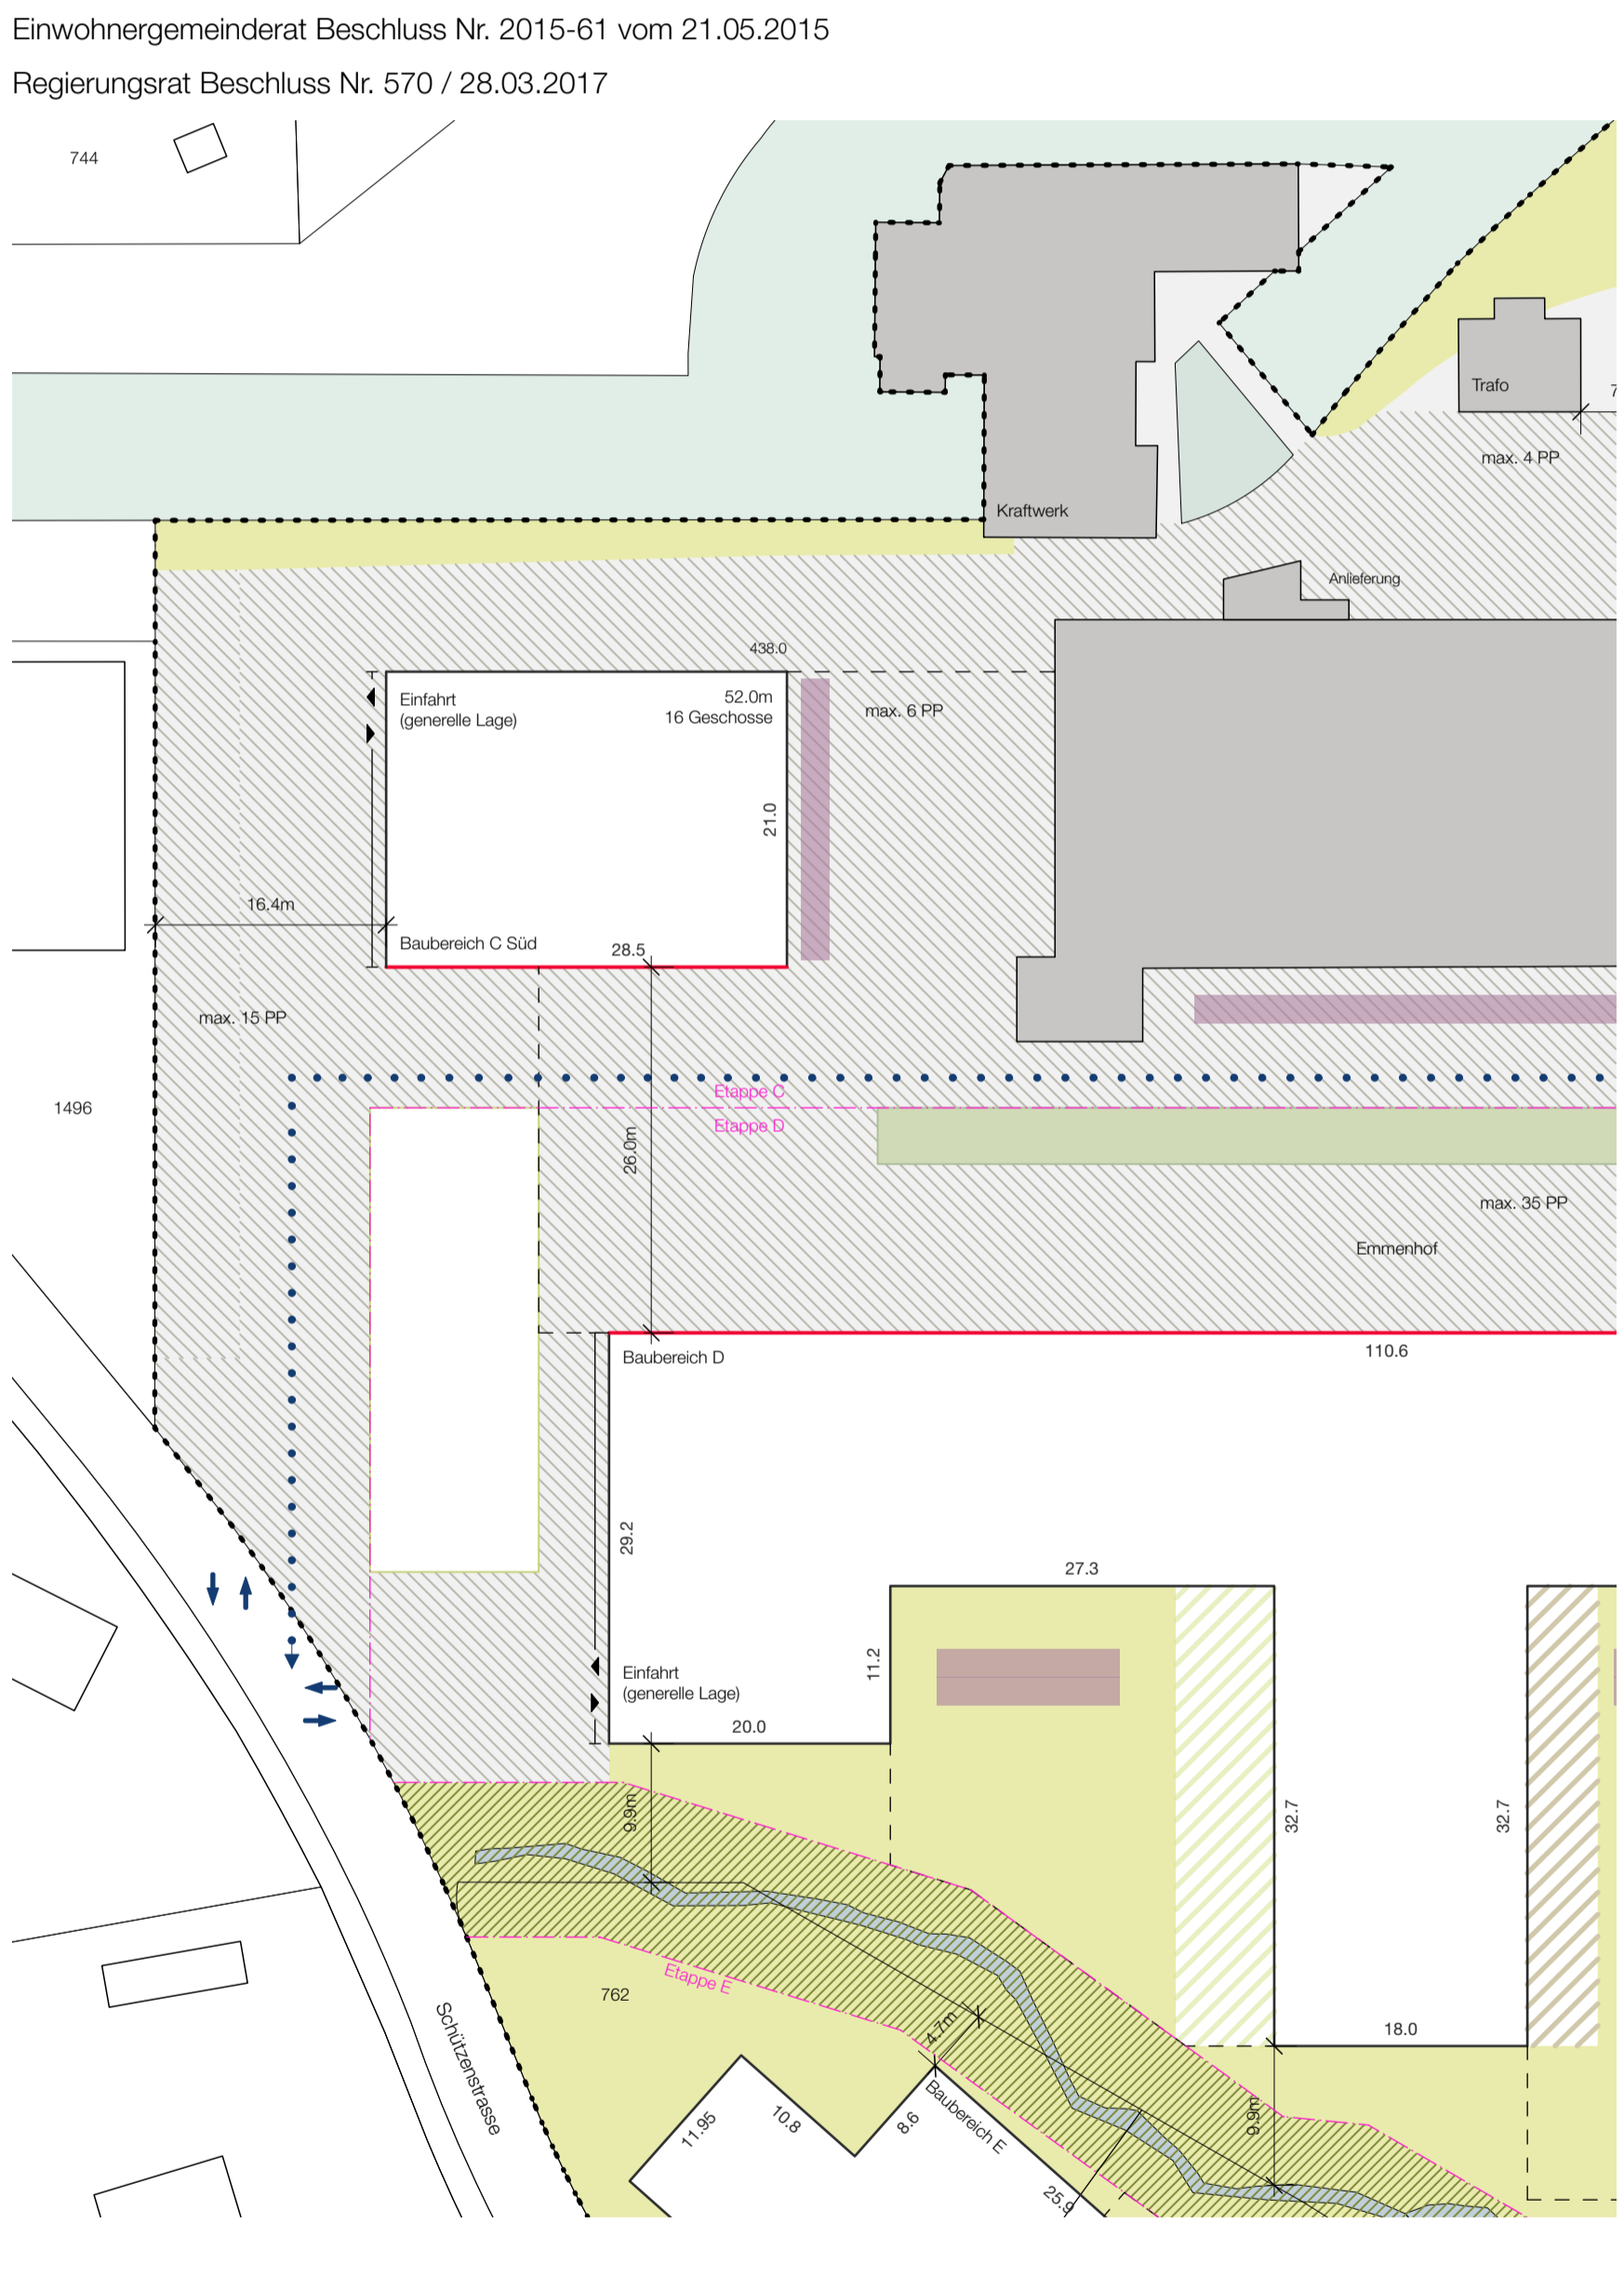 Einwohnergemeinderat Beschluss Nr. 2015-61 vom 21.05.2015
Regierungsrat Beschluss Nr. 570 / 28.03.2017
744
Trafo
7
max. 4 PP
Kraftwerk
Anlieferung
438.0
Einfahrt
(generelle Lage)
52.0m
16 Geschosse
max. 6 PP
21.0
16.4m
Baubereich C Süd
28.5
max. 15 PP
Etappe C
1496
Etappe D
26.0m
max. 35 PP
Emmenhof
Baubereich D
110.6
29.2
27.3
11.2
Einfahrt
(generelle Lage)
20.0
9.9m
32.7
32.7
Etappe E
762
18.0
4.7m
Schützenstrasse
Baubereich E
11.95
10.8
8.6
9.9m
25.9